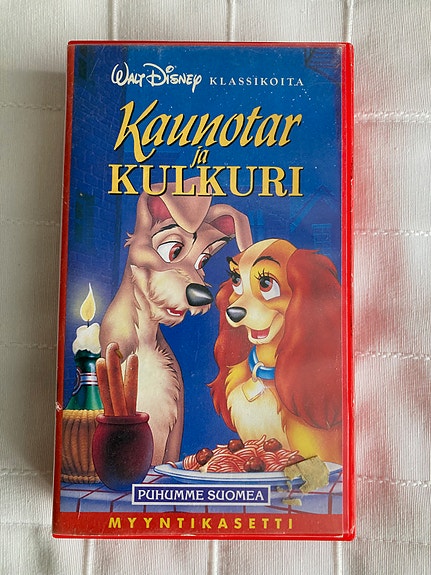 WALT DISNEY KLASSIKOITA
Kaunotar
ja
KULKURI
PUHUMME SUOMEA
MYYNTIKASETTI